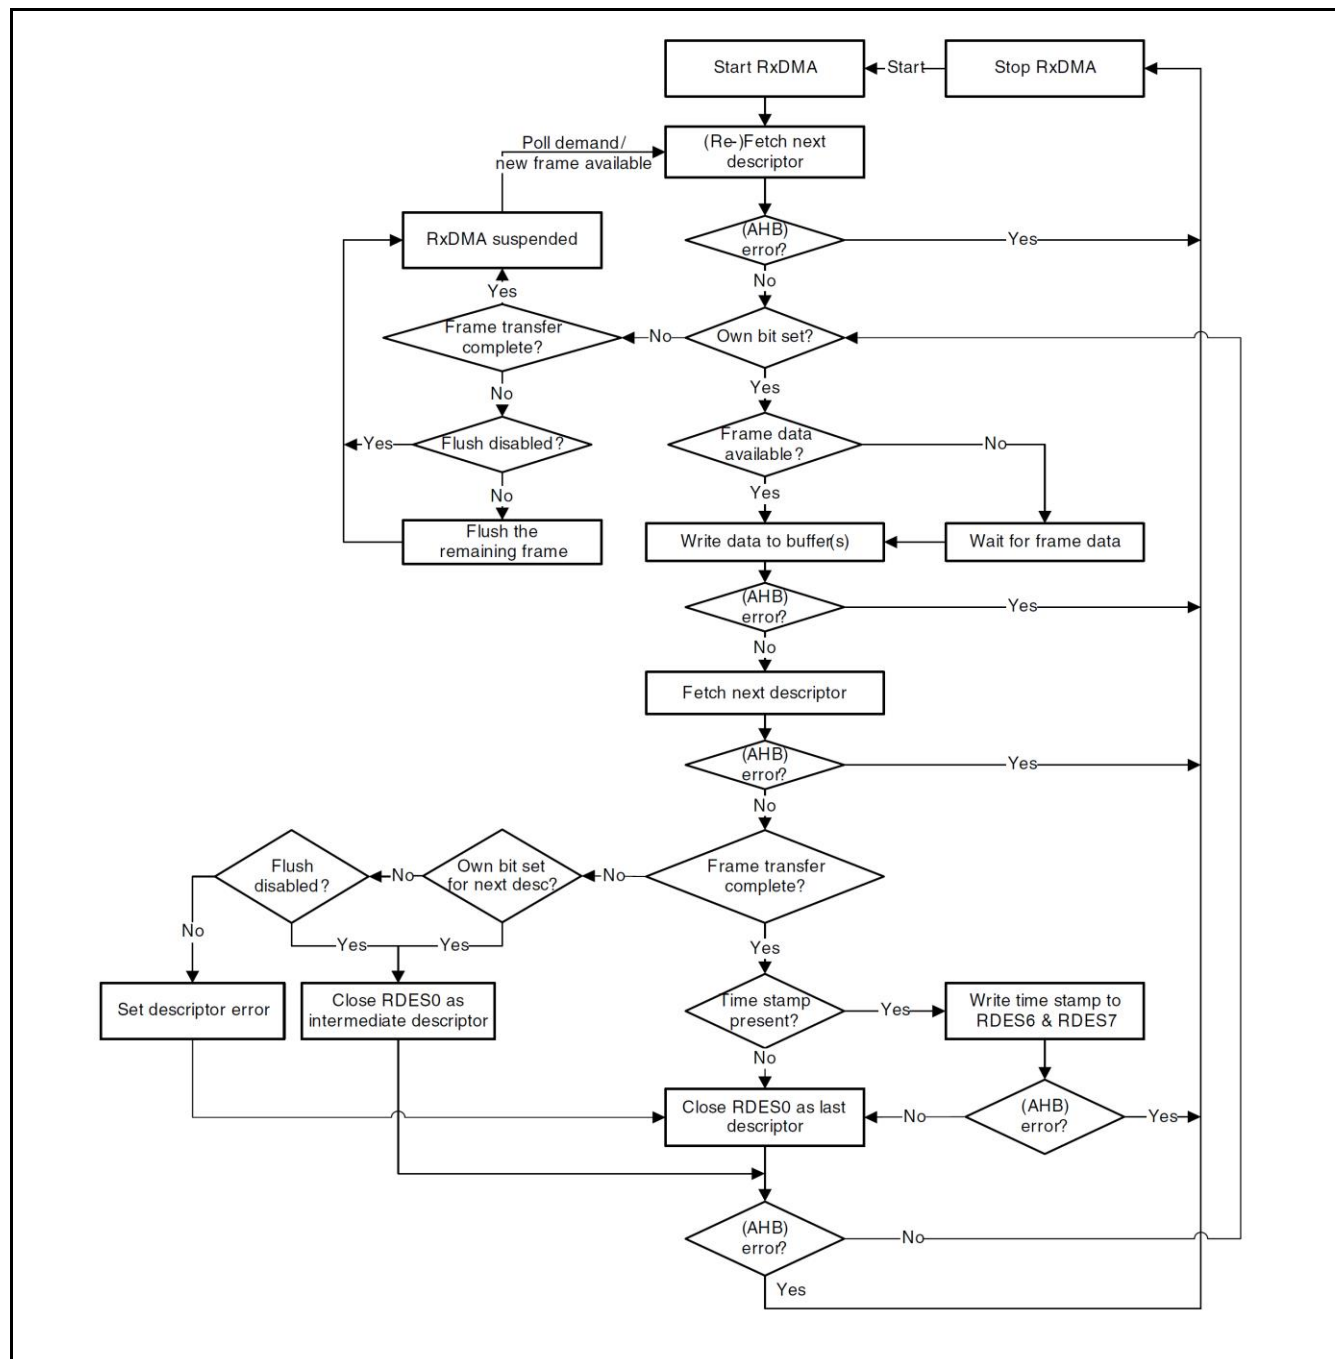 Start RxDMA
Start
Stop RxDMA
Poll demand/
new frame available
(Re-)Fetch next
descriptor
RxDMA suspended
(AHB)
error?
Yes
No
Yes
Frame transfer
complete?
No
Own bit set?
No
Yes
Yes
Flush disabled?
Frame data
available?
No
No
Yes
Flush the
remaining frame
Write data to buffer(s)
Wait for frame data
(AHB)
error?
Yes
No
Fetch next descriptor
(AHB)
error?
Yes
No
Flush
disabled?
No
Own bit set
for next desc?
No
Frame transfer
complete?
No
Yes
Yes
Yes
Set descriptor error
Close RDES0 as
intermediate descriptor
Time stamp
present?
Yes
Write time stamp to
RDES6 & RDES7
No
Close RDES0 as last
descriptor
No
(AHB)
error?
Yes
(AHB)
error?
No
Yes